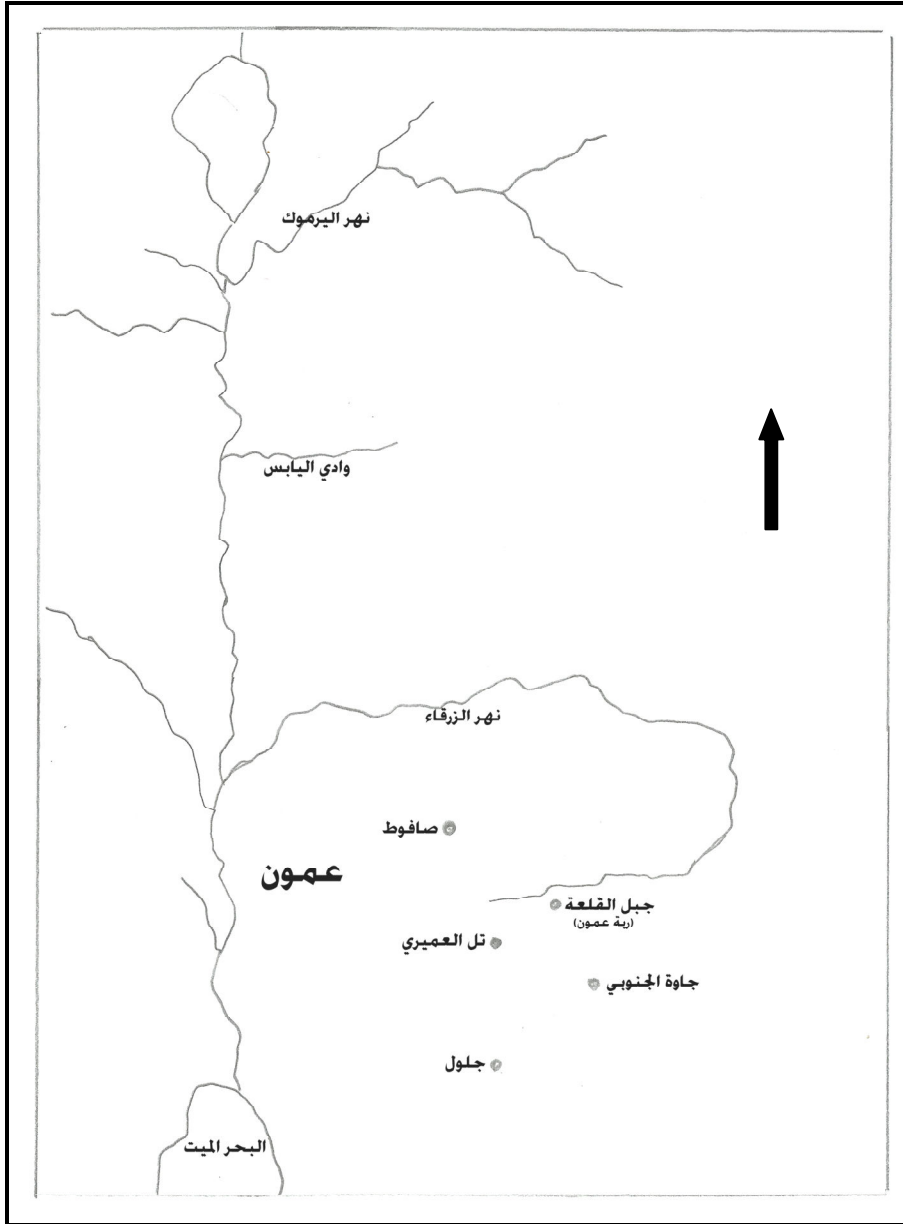 نهر اليرموك
وادي اليابس
نهر الزرقاء
صافوط
عمون
جبل القلعة
(ربة عمون)
تل العميري
جاوة الجنوبي
جلول
البحر الميت